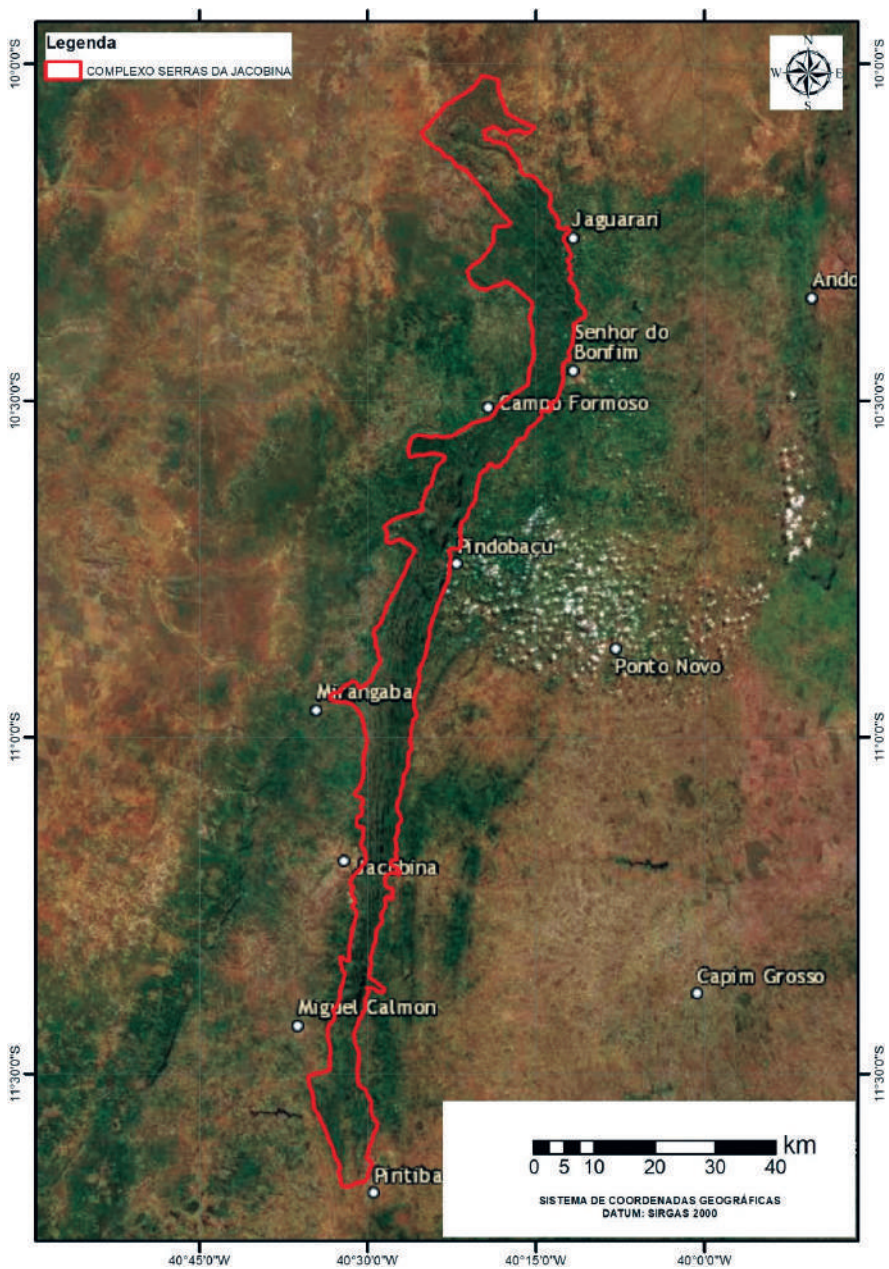 Legenda
COMPLEXO SERRAS DA JACOBINA
N
W E
S
10°0'0"S
10°0'0"S
Jaguarari
Ando
Senhor do
Bonfim
10°30'0"S
Campo Formoso
10°30'0"S
Pindobaçu
Ponto Novo
Mirangaba
11°0'0"S
11°0'0"S
Jacobina
Capim Grosso
Miguel Calmon
11°30'0"S
11°30'0"S
Piritiba
km
0 5 10 20 30 40
SISTEMA DE COORDENADAS GEOGRÁFICAS
DATUM: SIRGAS 2000
40°45'0"W 40°30'0"W 40°15'0"W 40°0'0"W